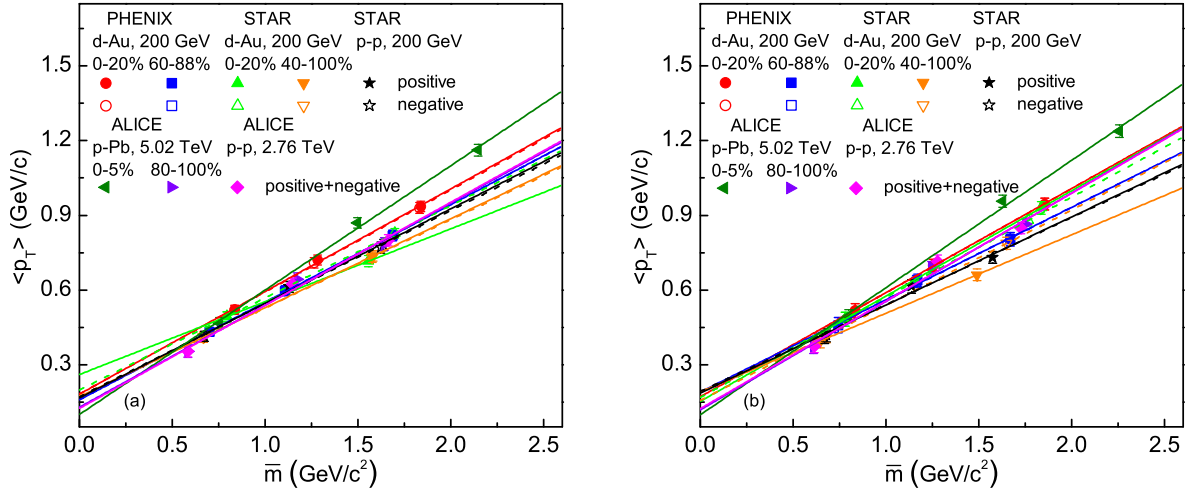 PHENIX STAR STAR
d-Au, 200 GeV d-Au, 200 GeV p-p, 200 GeV
0-20% 60-88% 0-20% 40-100%
positive
negative
ALICE ALICE
p-Pb, 5.02 TeV p-p, 2.76 TeV
0-5% 80-100%
positive+negative
1.5
1.2
0.9
0.6
0.3
<p_T> (GeV/c)
(a)
0.0 0.5 1.0 1.5 2.0 2.5
m̅ (GeV/c²)
PHENIX STAR STAR
d-Au, 200 GeV d-Au, 200 GeV p-p, 200 GeV
0-20% 60-88% 0-20% 40-100%
positive
negative
ALICE ALICE
p-Pb, 5.02 TeV p-p, 2.76 TeV
0-5% 80-100%
positive+negative
1.5
1.2
0.9
0.6
0.3
<p_T> (GeV/c)
(b)
0.0 0.5 1.0 1.5 2.0 2.5
m̅ (GeV/c²)